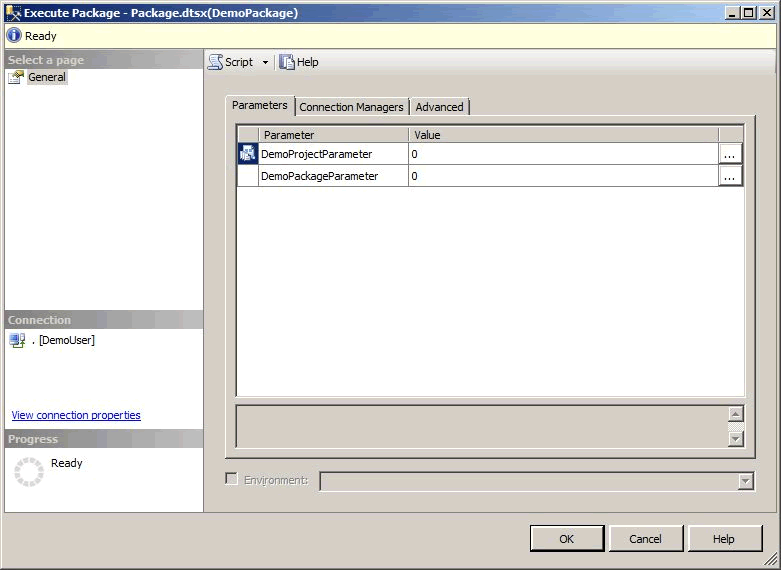 Execute Package - Package.dtsx(DemoPackage)
Ready
Select a page
General
Script
Help
Parameters
Connection Managers
Advanced
Parameter Value
DemoProjectParameter 0 ...
DemoPackageParameter 0 ...
Connection
. [DemoUser]
View connection properties
Progress
Ready
Environment:
OK
Cancel
Help